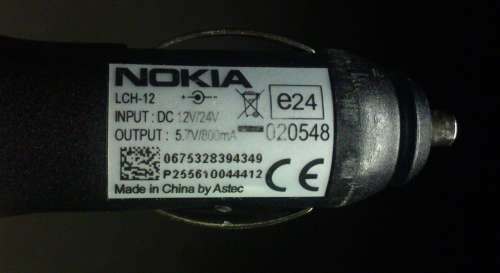 NOKIA
LCH-12
e24
INPUT : DC 12V/24V
OUTPUT : 5.7V/800mA
020548
0675328394349
P255610044412
CE
Made in China by Astec